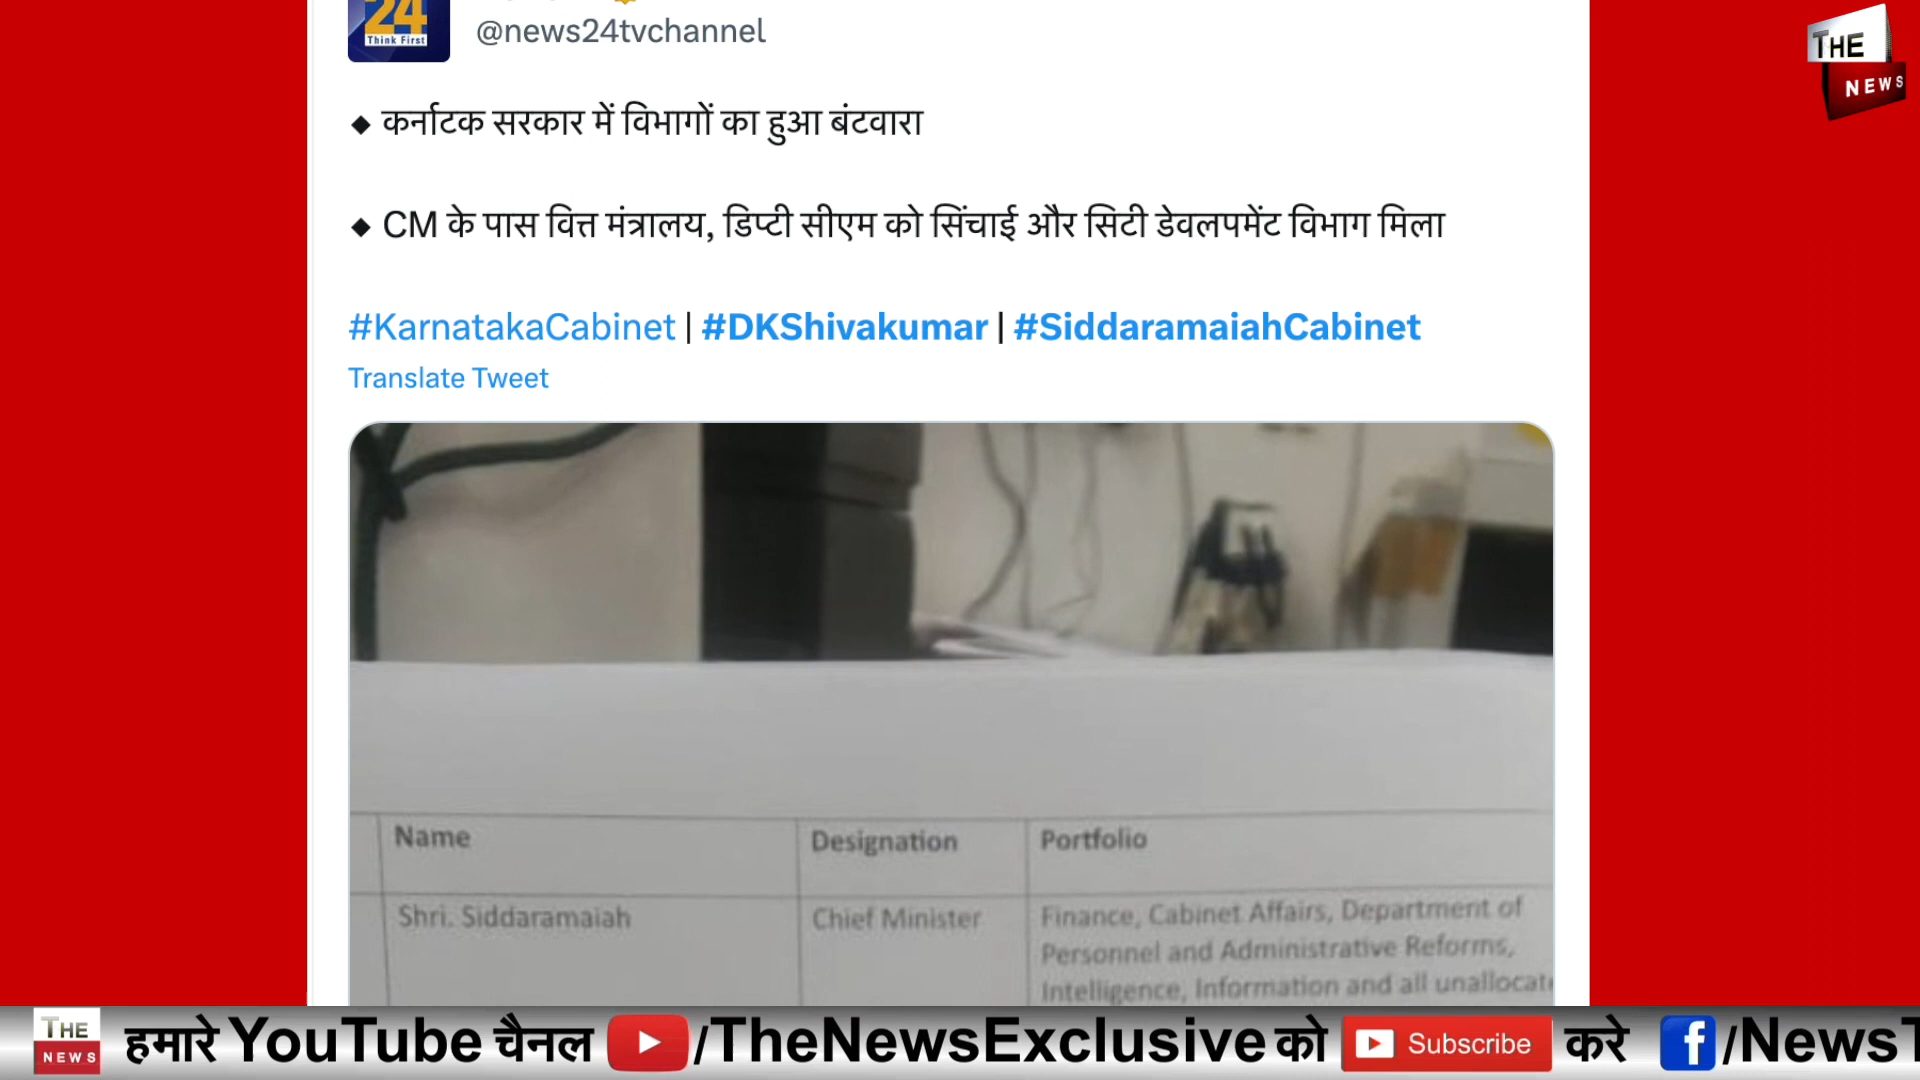 24
Think First
@news24tvchannel
THE
NEWS
◆ कर्नाटक सरकार में विभागों का हुआ बंटवारा
◆ CM के पास वित्त मंत्रालय, डिप्टी सीएम को सिंचाई और सिटी डेवलपमेंट विभाग मिला
#KarnatakaCabinet | #DKShivakumar | #SiddaramaiahCabinet
Translate Tweet
Name Designation Portfolio
Shri. Siddaramaiah Chief Minister Finance, Cabinet Affairs, Department of
Personnel and Administrative Reforms,
Intelligence, Information and all unallocat
THE
NEWS
हमारे YouTube चैनल /TheNewsExclusive को Subscribe करे f /NewsT